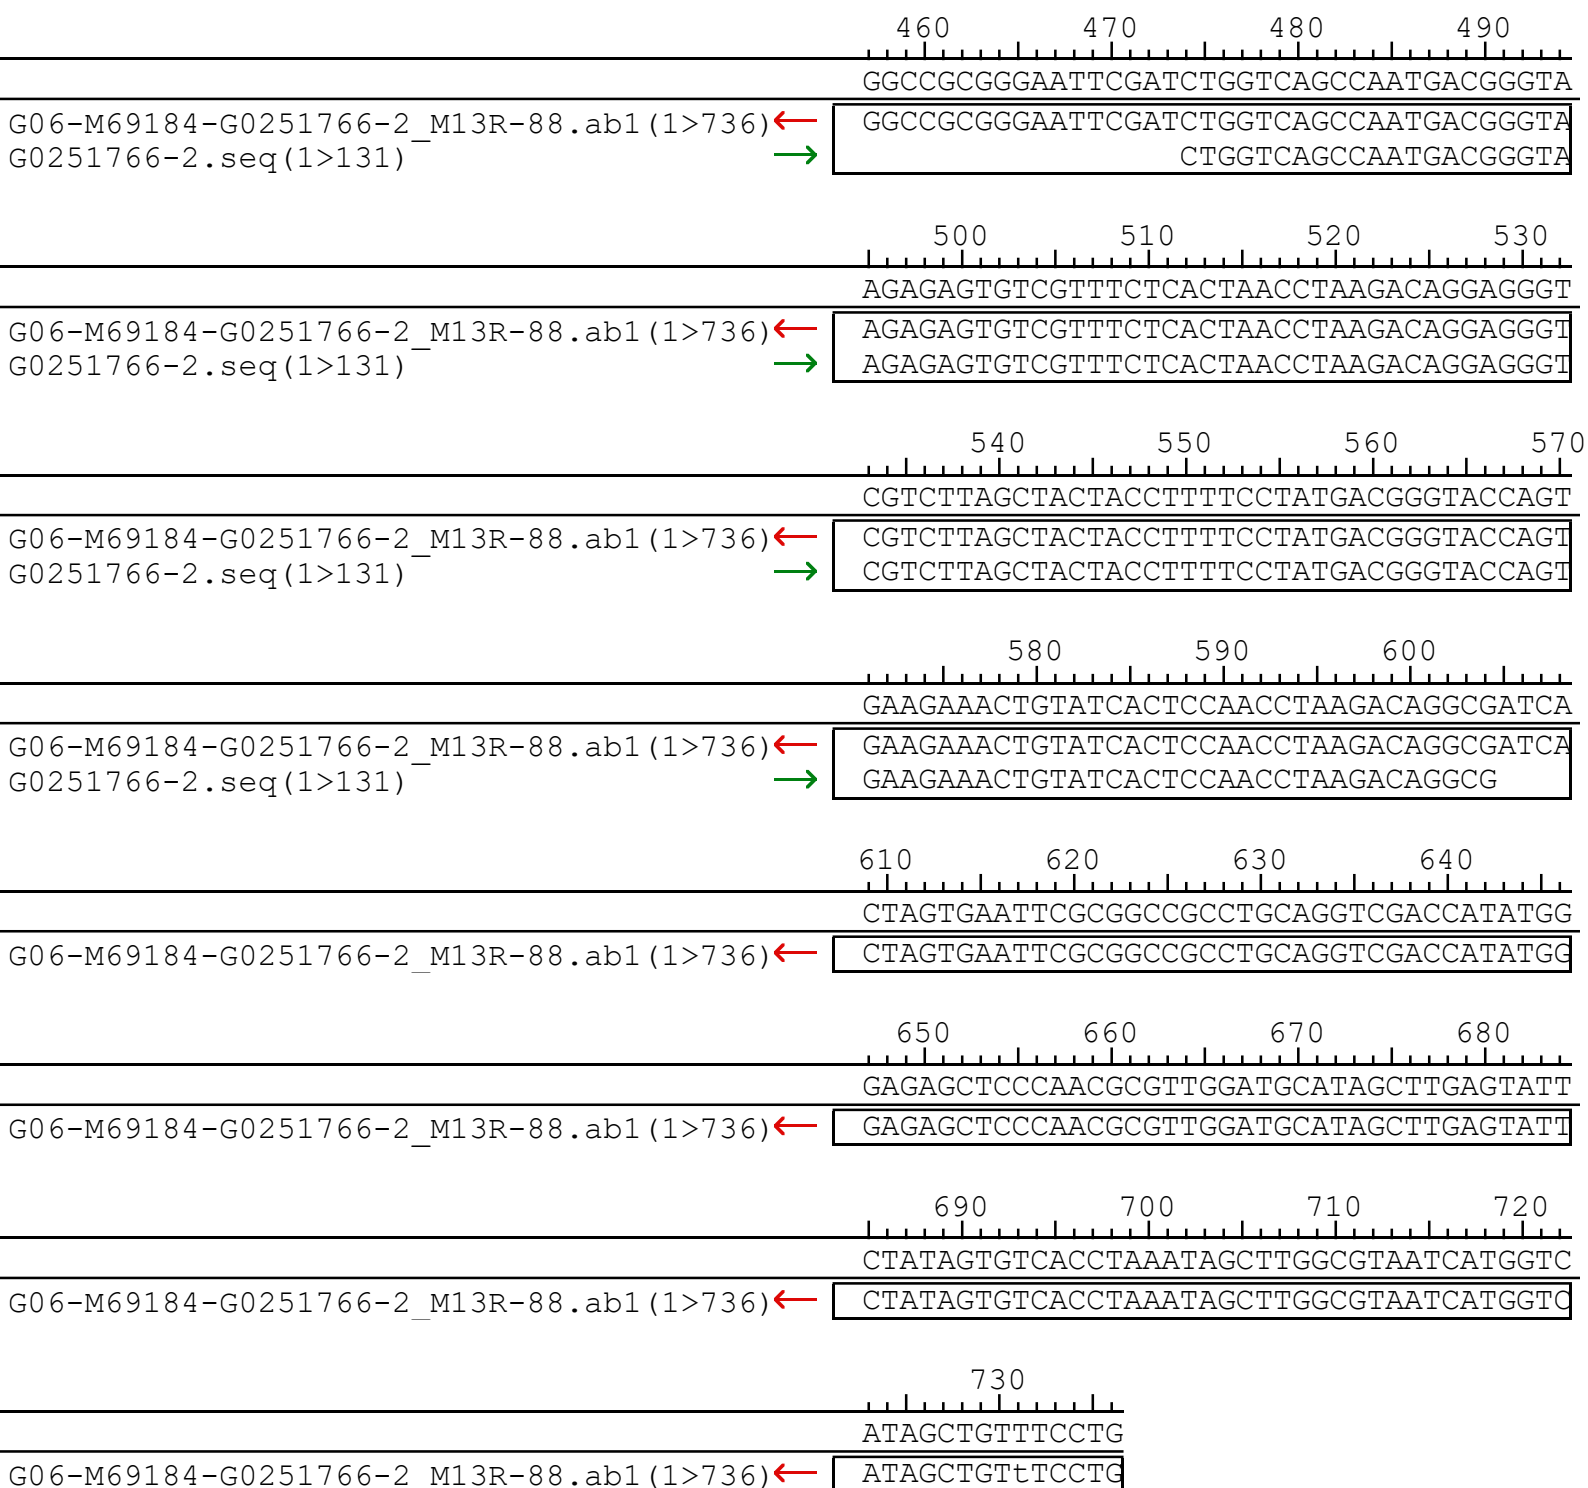 460 470 480 490
GGCCGCGGGAATTCGATCTGGTCAGCCAATGACGGGTA
G06-M69184-G0251766-2_M13R-88.ab1(1>736)← GGCCGCGGGAATTCGATCTGGTCAGCCAATGACGGGTA
G0251766-2.seq(1>131) → CTGGTCAGCCAATGACGGGTA
500 510 520 530
AGAGAGTGTCGTTTCTCACTAACCTAAGACAGGAGGGT
G06-M69184-G0251766-2_M13R-88.ab1(1>736)← AGAGAGTGTCGTTTCTCACTAACCTAAGACAGGAGGGT
G0251766-2.seq(1>131) → AGAGAGTGTCGTTTCTCACTAACCTAAGACAGGAGGGT
540 550 560 570
CGTCTTAGCTACTACCTTTTCCTATGACGGGTACCAGT
G06-M69184-G0251766-2_M13R-88.ab1(1>736)← CGTCTTAGCTACTACCTTTTCCTATGACGGGTACCAGT
G0251766-2.seq(1>131) → CGTCTTAGCTACTACCTTTTCCTATGACGGGTACCAGT
580 590 600
GAAGAAACTGTATCACTCCAACCTAAGACAGGCGATCA
G06-M69184-G0251766-2_M13R-88.ab1(1>736)← GAAGAAACTGTATCACTCCAACCTAAGACAGGCGATCA
G0251766-2.seq(1>131) → GAAGAAACTGTATCACTCCAACCTAAGACAGGCG
610 620 630 640
CTAGTGAATTCGCGGCCGCCTGCAGGTCGACCATATGG
G06-M69184-G0251766-2_M13R-88.ab1(1>736)← CTAGTGAATTCGCGGCCGCCTGCAGGTCGACCATATGG
650 660 670 680
GAGAGCTCCCAACGCGTTGGATGCATAGCTTGAGTATT
G06-M69184-G0251766-2_M13R-88.ab1(1>736)← GAGAGCTCCCAACGCGTTGGATGCATAGCTTGAGTATT
690 700 710 720
CTATAGTGTCACCTAAATAGCTTGGCGTAATCATGGTC
G06-M69184-G0251766-2_M13R-88.ab1(1>736)← CTATAGTGTCACCTAAATAGCTTGGCGTAATCATGGTC
730
ATAGCTGTTTCCTG
G06-M69184-G0251766-2_M13R-88.ab1(1>736)← ATAGCTGTtTCCTG